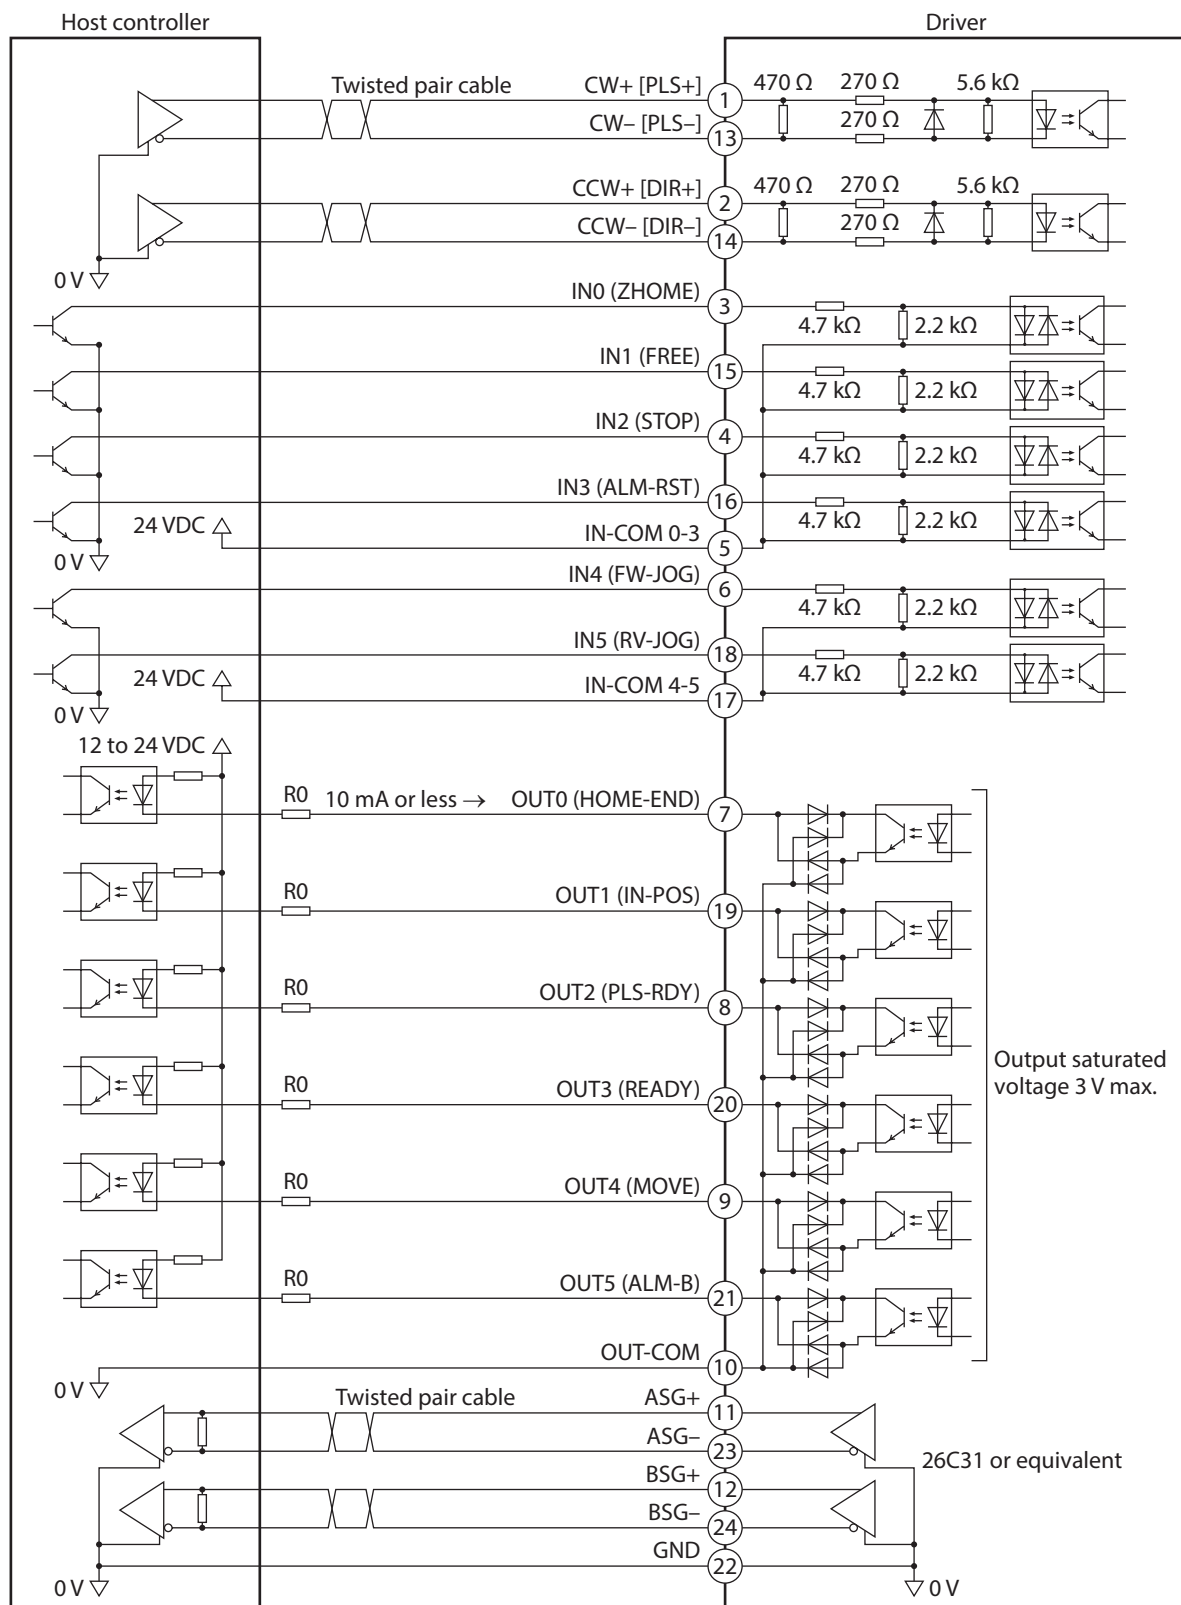 Host controller
Driver
Twisted pair cable
CW+ [PLS+]
1
470 Ω
270 Ω
5.6 kΩ
CW– [PLS–]
13
270 Ω
CCW+ [DIR+]
2
470 Ω
270 Ω
5.6 kΩ
CCW– [DIR–]
14
270 Ω
0 V
IN0 (ZHOME)
3
4.7 kΩ
2.2 kΩ
IN1 (FREE)
15
4.7 kΩ
2.2 kΩ
IN2 (STOP)
4
4.7 kΩ
2.2 kΩ
IN3 (ALM-RST)
16
4.7 kΩ
2.2 kΩ
24 VDC
IN-COM 0-3
5
0 V
IN4 (FW-JOG)
6
4.7 kΩ
2.2 kΩ
IN5 (RV-JOG)
18
4.7 kΩ
2.2 kΩ
24 VDC
IN-COM 4-5
17
0 V
12 to 24 VDC
R0
10 mA or less →
OUT0 (HOME-END)
7
R0
OUT1 (IN-POS)
19
R0
OUT2 (PLS-RDY)
8
Output saturated
voltage 3 V max.
R0
OUT3 (READY)
20
R0
OUT4 (MOVE)
9
R0
OUT5 (ALM-B)
21
OUT-COM
10
0 V
Twisted pair cable
ASG+
11
ASG–
23
26C31 or equivalent
BSG+
12
BSG–
24
GND
22
0 V
0 V